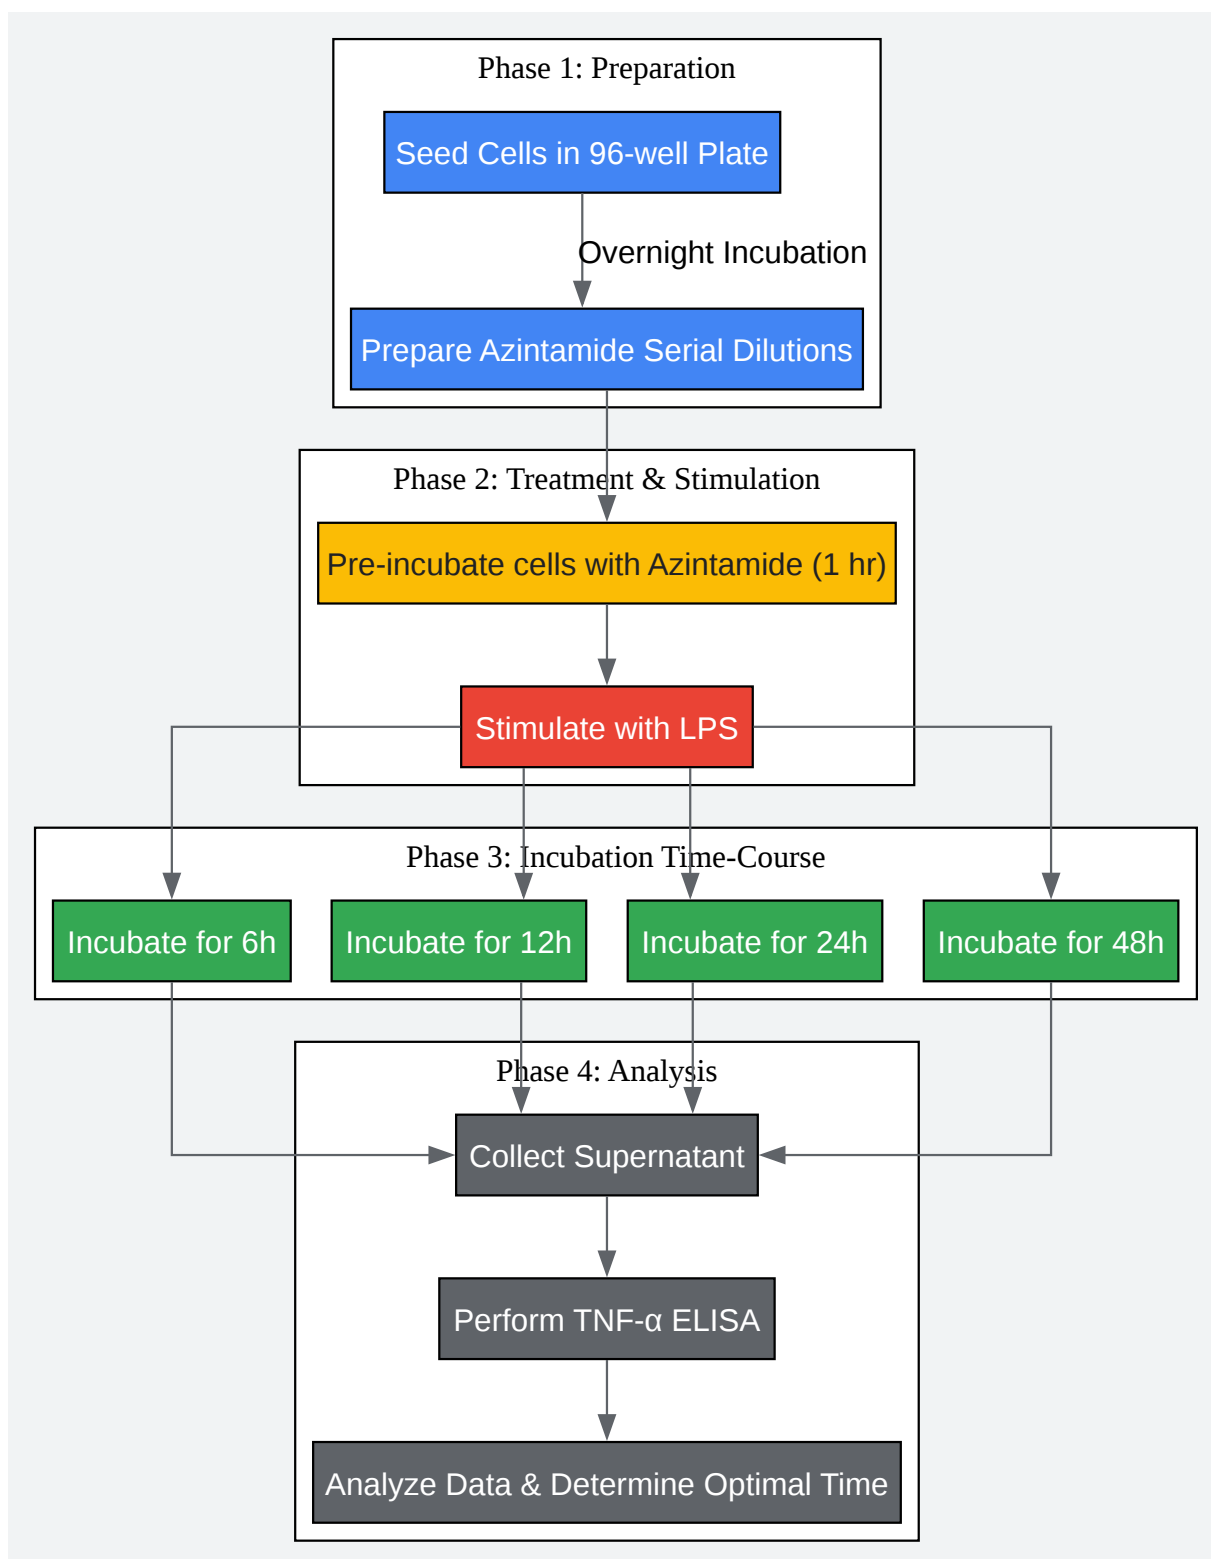 Phase 1: Preparation
Seed Cells in 96-well Plate
Overnight Incubation
Prepare Azintamide Serial Dilutions
Phase 2: Treatment & Stimulation
Pre-incubate cells with Azintamide (1 hr)
Stimulate with LPS
Phase 3: Incubation Time-Course
Incubate for 6h
Incubate for 12h
Incubate for 24h
Incubate for 48h
Phase 4: Analysis
Collect Supernatant
Perform TNF-α ELISA
Analyze Data & Determine Optimal Time